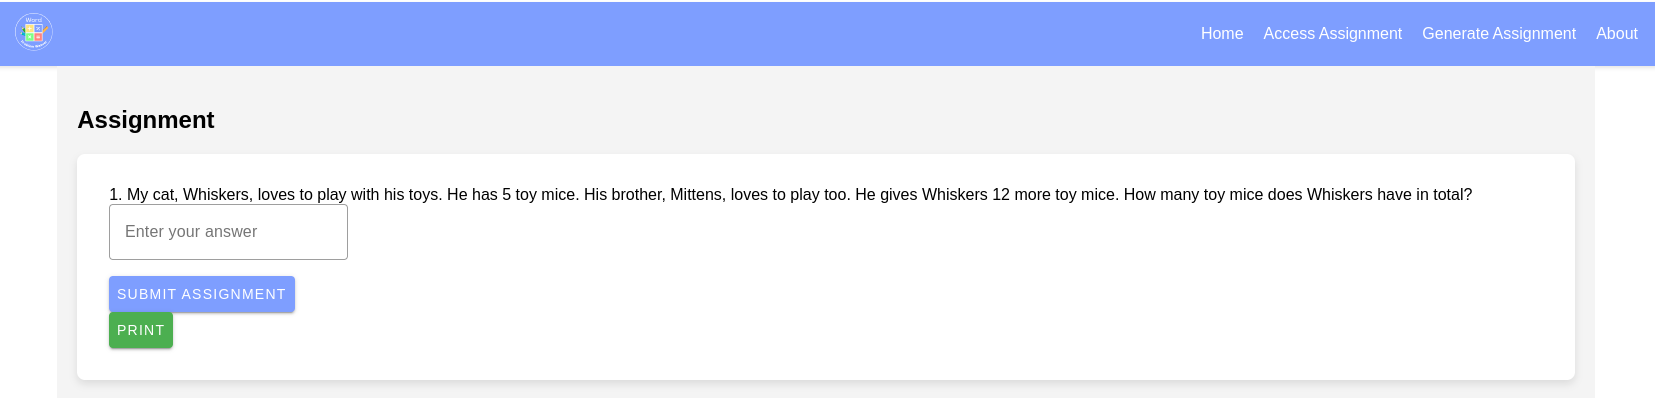 Word
Home Access Assignment Generate Assignment About
Assignment
1. My cat, Whiskers, loves to play with his toys. He has 5 toy mice. His brother, Mittens, loves to play too. He gives Whiskers 12 more toy mice. How many toy mice does Whiskers have in total?
Enter your answer
SUBMIT ASSIGNMENT
PRINT